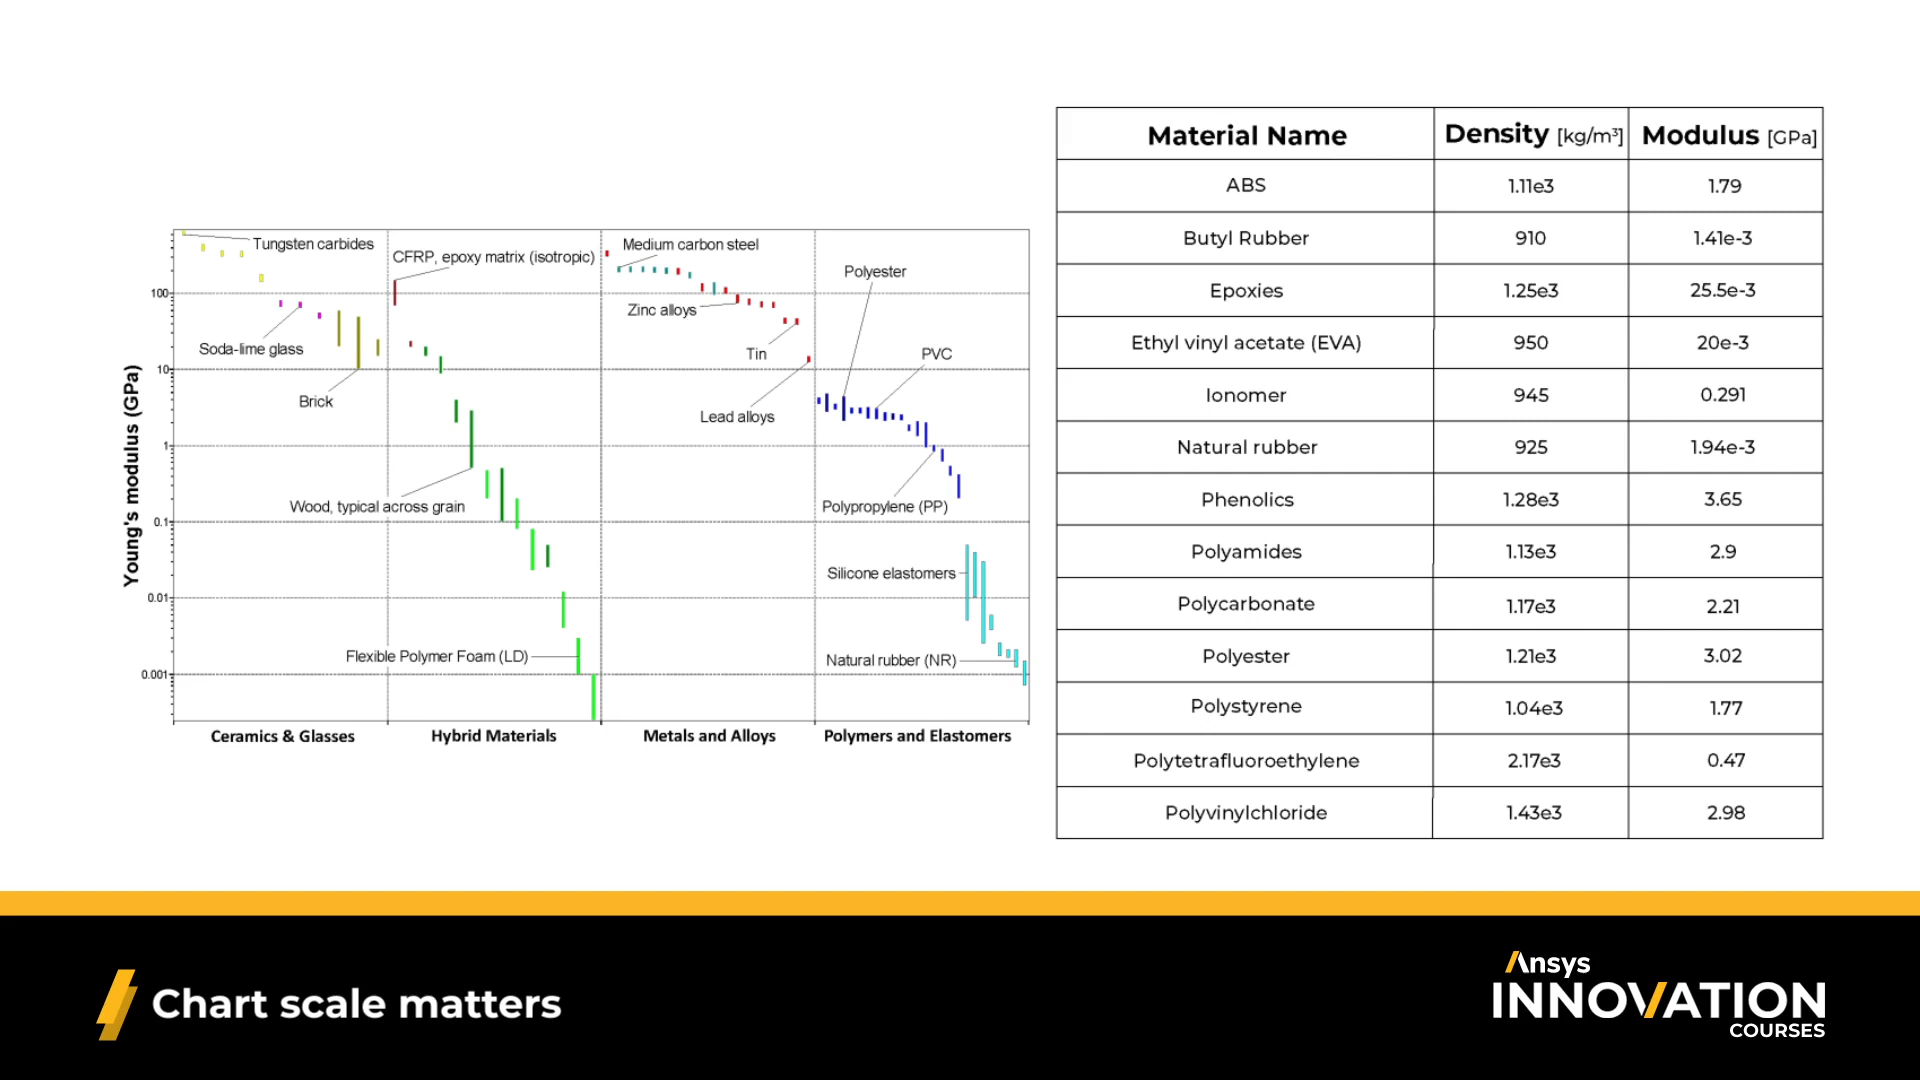 Material Name Density [kg/m³] Modulus [GPa]
ABS 1.11e3 1.79
Butyl Rubber 910 1.41e-3
Epoxies 1.25e3 25.5e-3
Ethyl vinyl acetate (EVA) 950 20e-3
Ionomer 945 0.291
Natural rubber 925 1.94e-3
Phenolics 1.28e3 3.65
Polyamides 1.13e3 2.9
Polycarbonate 1.17e3 2.21
Polyester 1.21e3 3.02
Polystyrene 1.04e3 1.77
Polytetrafluoroethylene 2.17e3 0.47
Polyvinylchloride 1.43e3 2.98
Young's modulus (GPa)
100
10
1
0.1
0.01
0.001
Tungsten carbides
Soda-lime glass
Brick
CFRP, epoxy matrix (isotropic)
Wood, typical across grain
Flexible Polymer Foam (LD)
Medium carbon steel
Zinc alloys
Tin
Lead alloys
Polyester
PVC
Polypropylene (PP)
Silicone elastomers
Natural rubber (NR)
Ceramics & Glasses
Hybrid Materials
Metals and Alloys
Polymers and Elastomers
Chart scale matters
Ansys
INNOVATION
COURSES